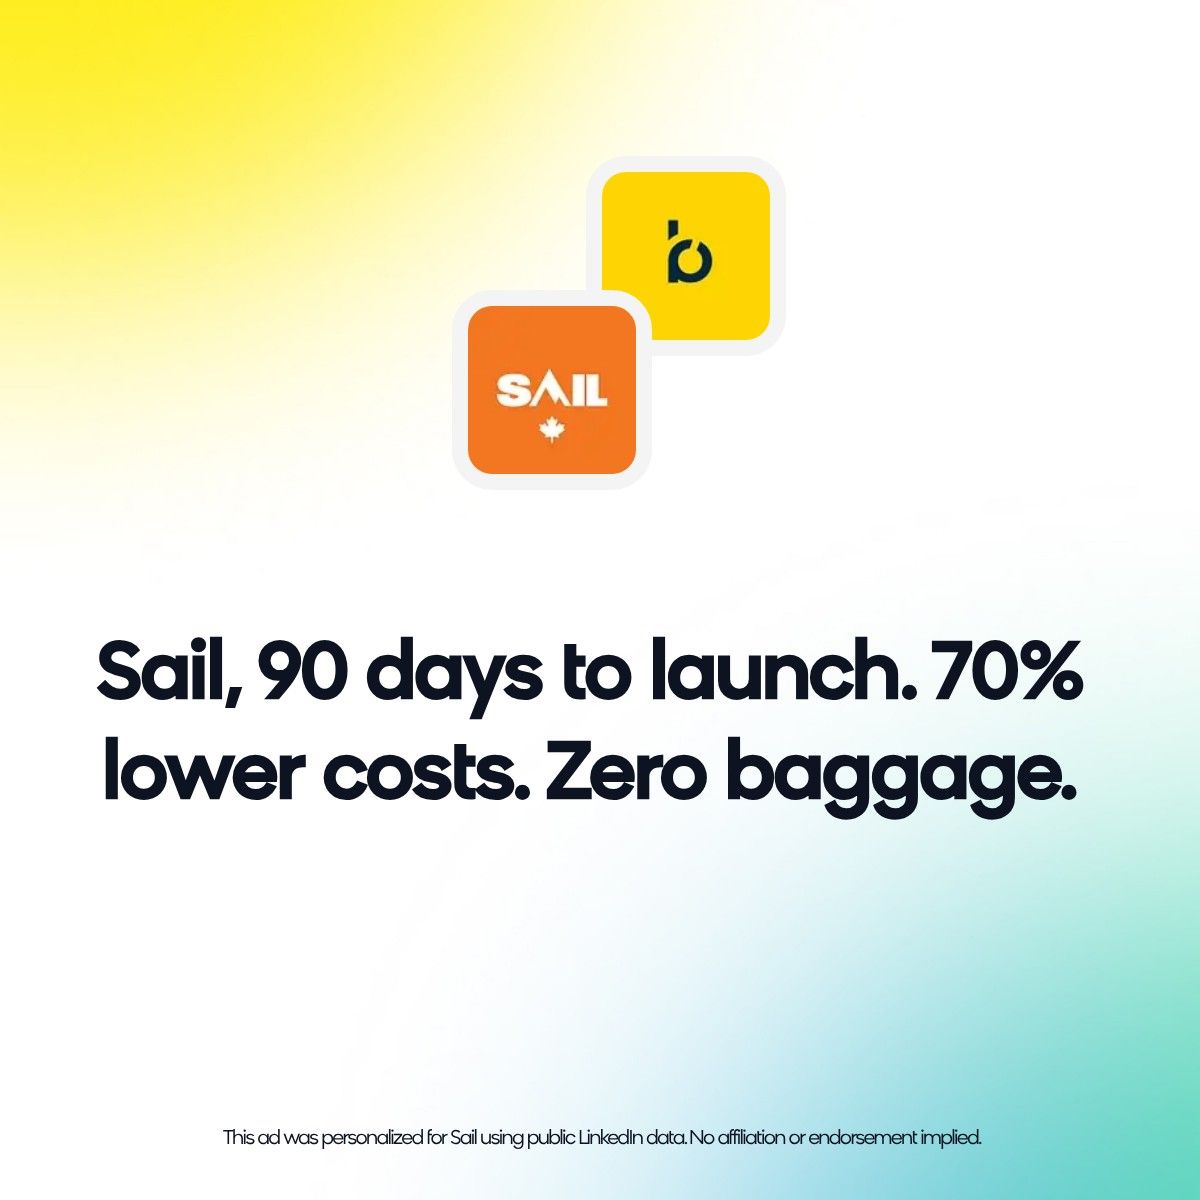 b
SAIL
Sail, 90 days to launch. 70%
lower costs. Zero baggage.
This ad was personalized for Sail using public LinkedIn data. No affiliation or endorsement implied.